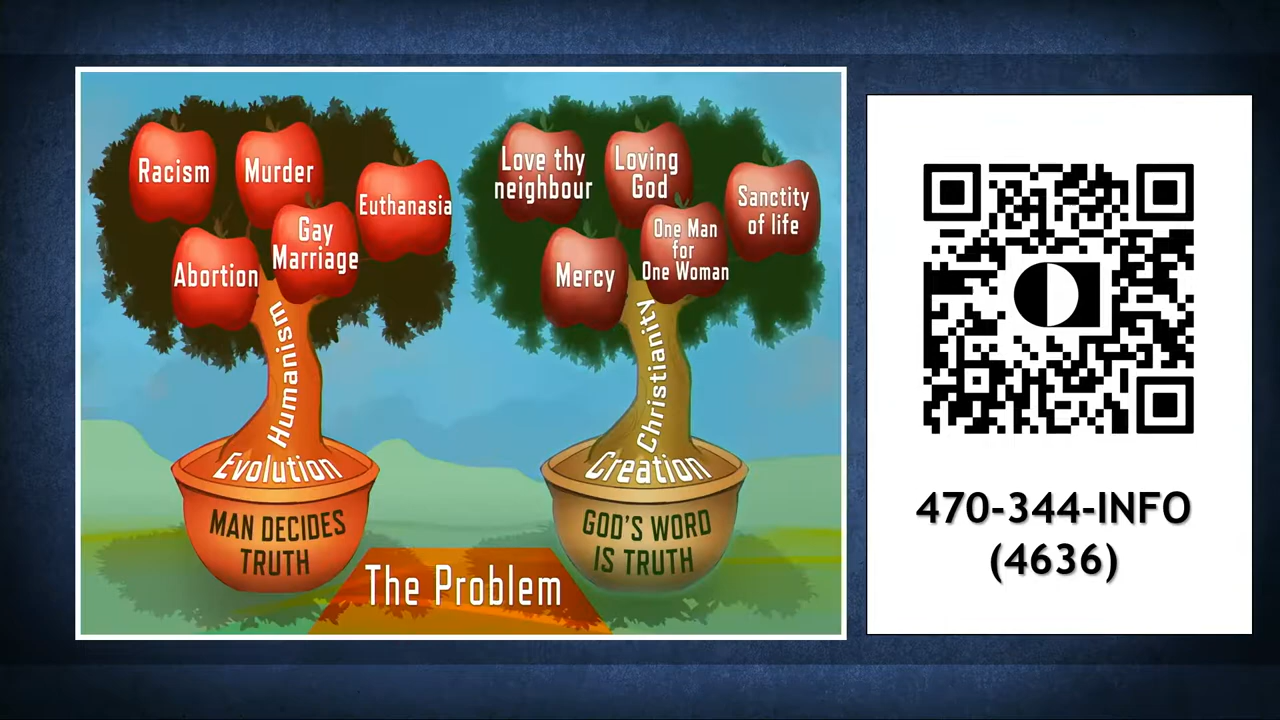 Racism
Murder
Euthanasia
Abortion
Gay
Marriage
Humanism
Evolution
MAN DECIDES
TRUTH
Love thy
neighbour
Loving
God
Sanctity
of life
Mercy
One Man
for
One Woman
Christianity
Creation
GOD'S WORD
IS TRUTH
The Problem
470-344-INFO
(4636)